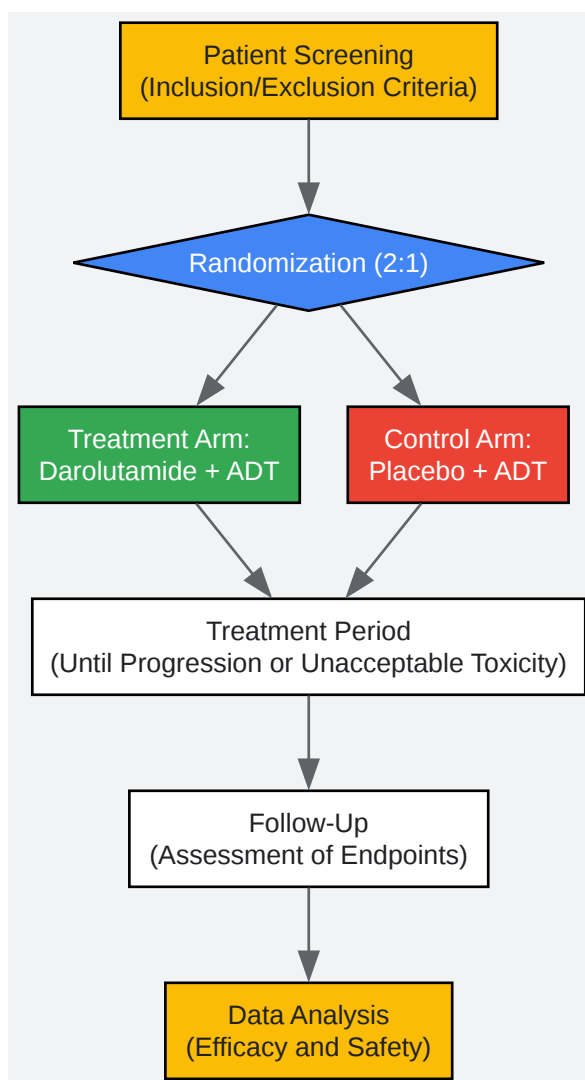 Patient Screening
(Inclusion/Exclusion Criteria)
Randomization (2:1)
Treatment Arm:
Darolutamide + ADT
Control Arm:
Placebo + ADT
Treatment Period
(Until Progression or Unacceptable Toxicity)
Follow-Up
(Assessment of Endpoints)
Data Analysis
(Efficacy and Safety)